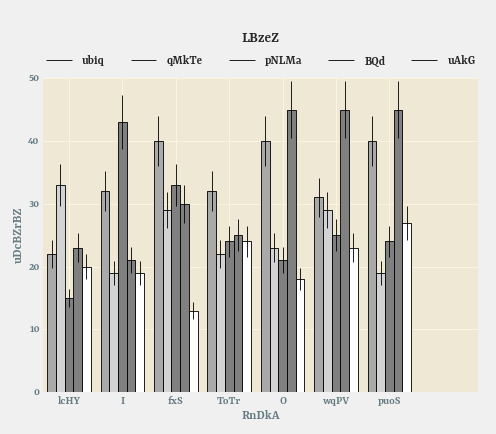 LBzeZ
ubiq qMkTe pNLMa BQd uAkG
50
40
30
20
10
0
uDcBZrBZ
lcHY I fxS ToTr O wqPV puoS
RnDkA